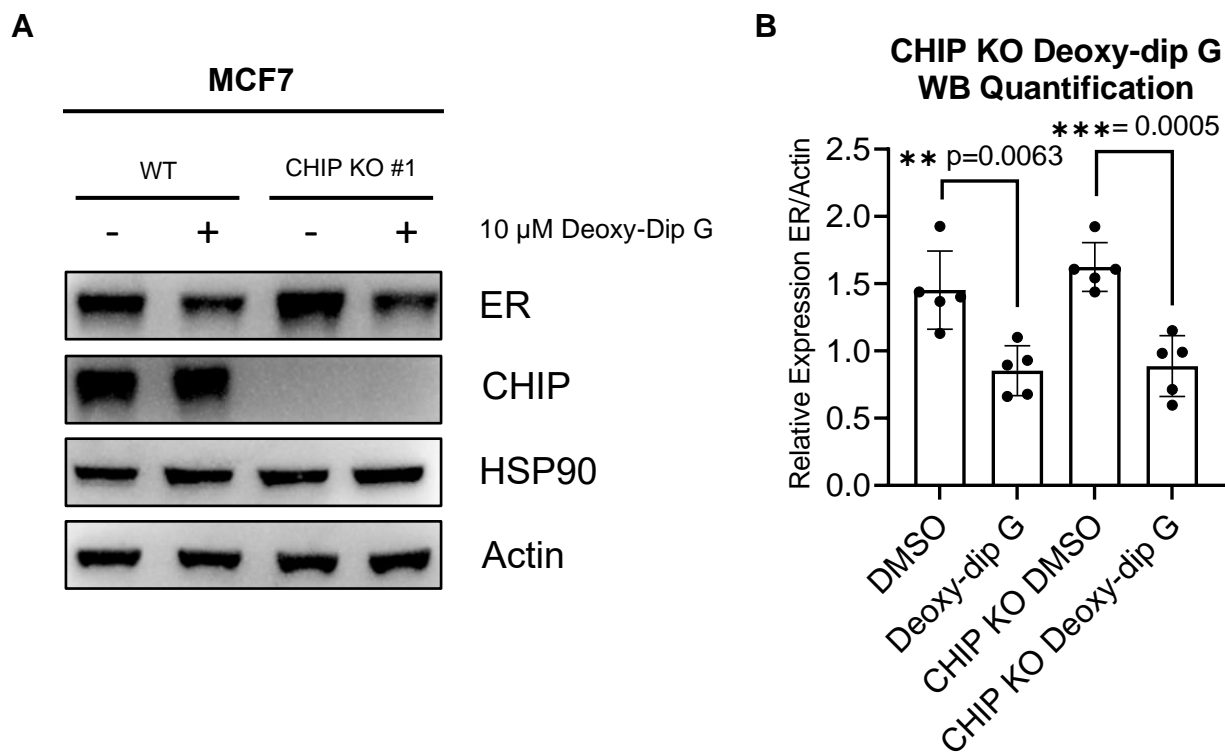 A
MCF7
WT CHIP KO #1
- + - + 10 µM Deoxy-Dip G
ER
CHIP
HSP90
Actin
B
CHIP KO Deoxy-dip G
WB Quantification
∗∗∗= 0.0005
∗∗ p=0.0063
Relative Expression ER/Actin
2.5
2.0
1.5
1.0
0.5
0.0
DMSO
Deoxy-dip G
CHIP KO DMSO
CHIP KO Deoxy-dip G